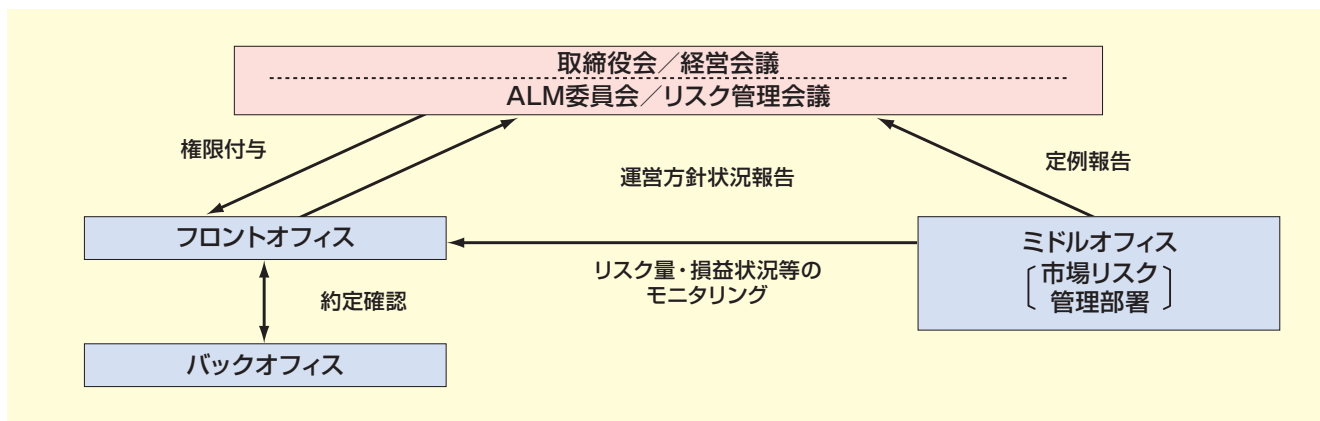 取締役会／経営会議
ALM委員会／リスク管理会議
権限付与
定例報告
運営方針状況報告
フロントオフィス
ミドルオフィス
市場リスク
管理部署
リスク量・損益状況等の
モニタリング
約定確認
バックオフィス